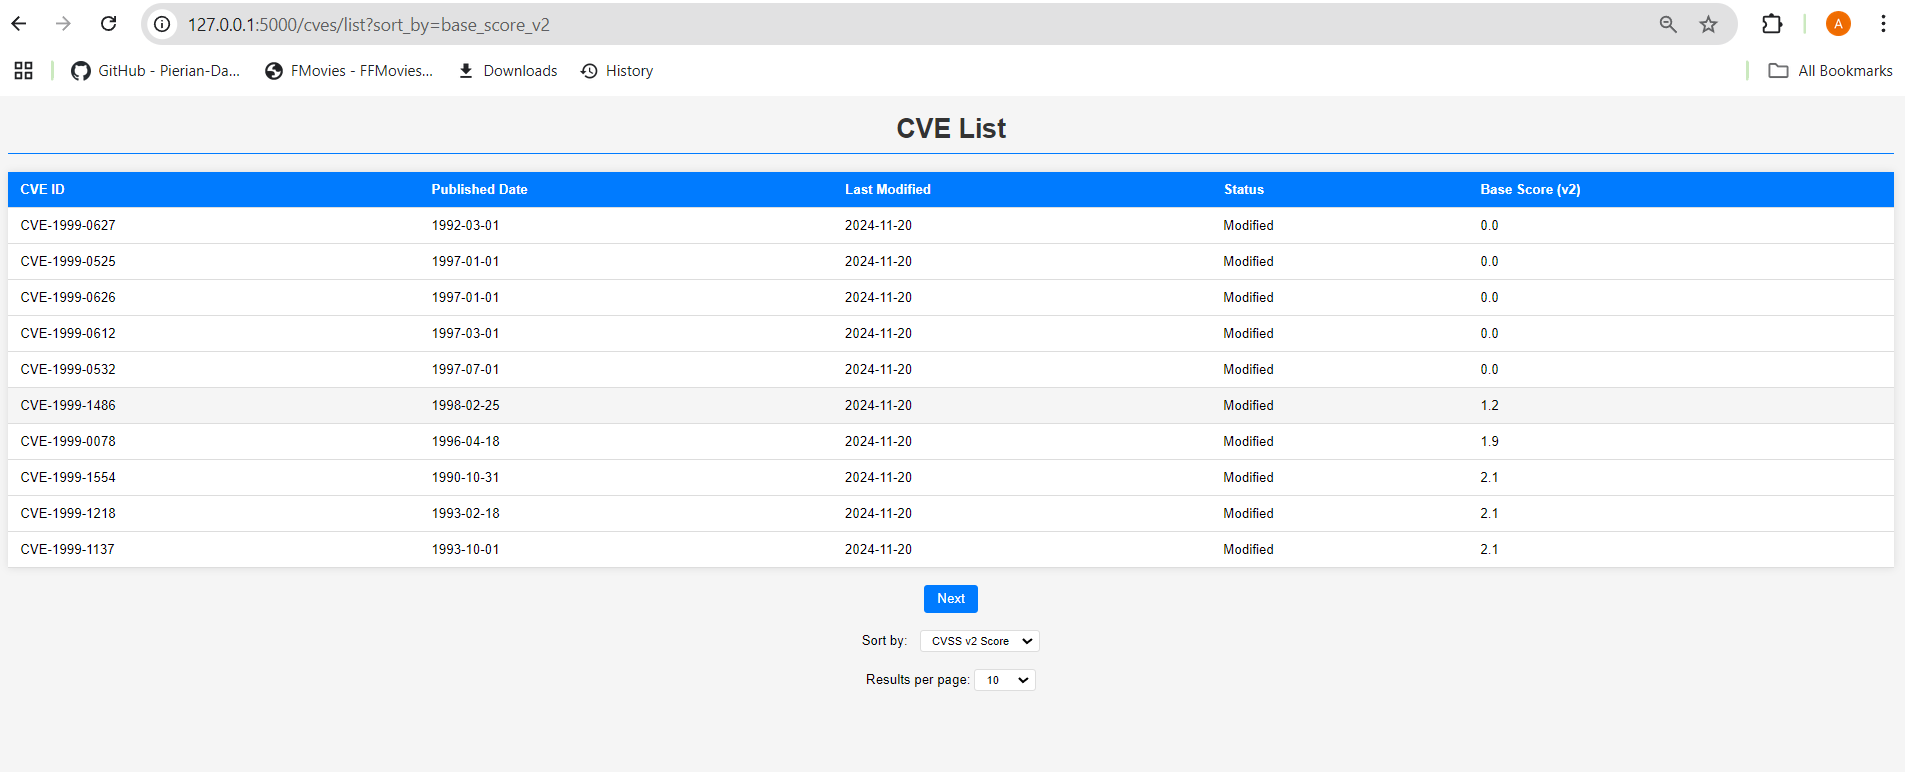 127.0.0.1:5000/cves/list?sort_by=base_score_v2
A
GitHub - Pierian-Da... FMovies - FFMovies... Downloads History All Bookmarks
CVE List
CVE ID Published Date Last Modified Status Base Score (v2)
CVE-1999-0627 1992-03-01 2024-11-20 Modified 0.0
CVE-1999-0525 1997-01-01 2024-11-20 Modified 0.0
CVE-1999-0626 1997-01-01 2024-11-20 Modified 0.0
CVE-1999-0612 1997-03-01 2024-11-20 Modified 0.0
CVE-1999-0532 1997-07-01 2024-11-20 Modified 0.0
CVE-1999-1486 1998-02-25 2024-11-20 Modified 1.2
CVE-1999-0078 1996-04-18 2024-11-20 Modified 1.9
CVE-1999-1554 1990-10-31 2024-11-20 Modified 2.1
CVE-1999-1218 1993-02-18 2024-11-20 Modified 2.1
CVE-1999-1137 1993-10-01 2024-11-20 Modified 2.1
Next
Sort by: CVSS v2 Score
Results per page: 10